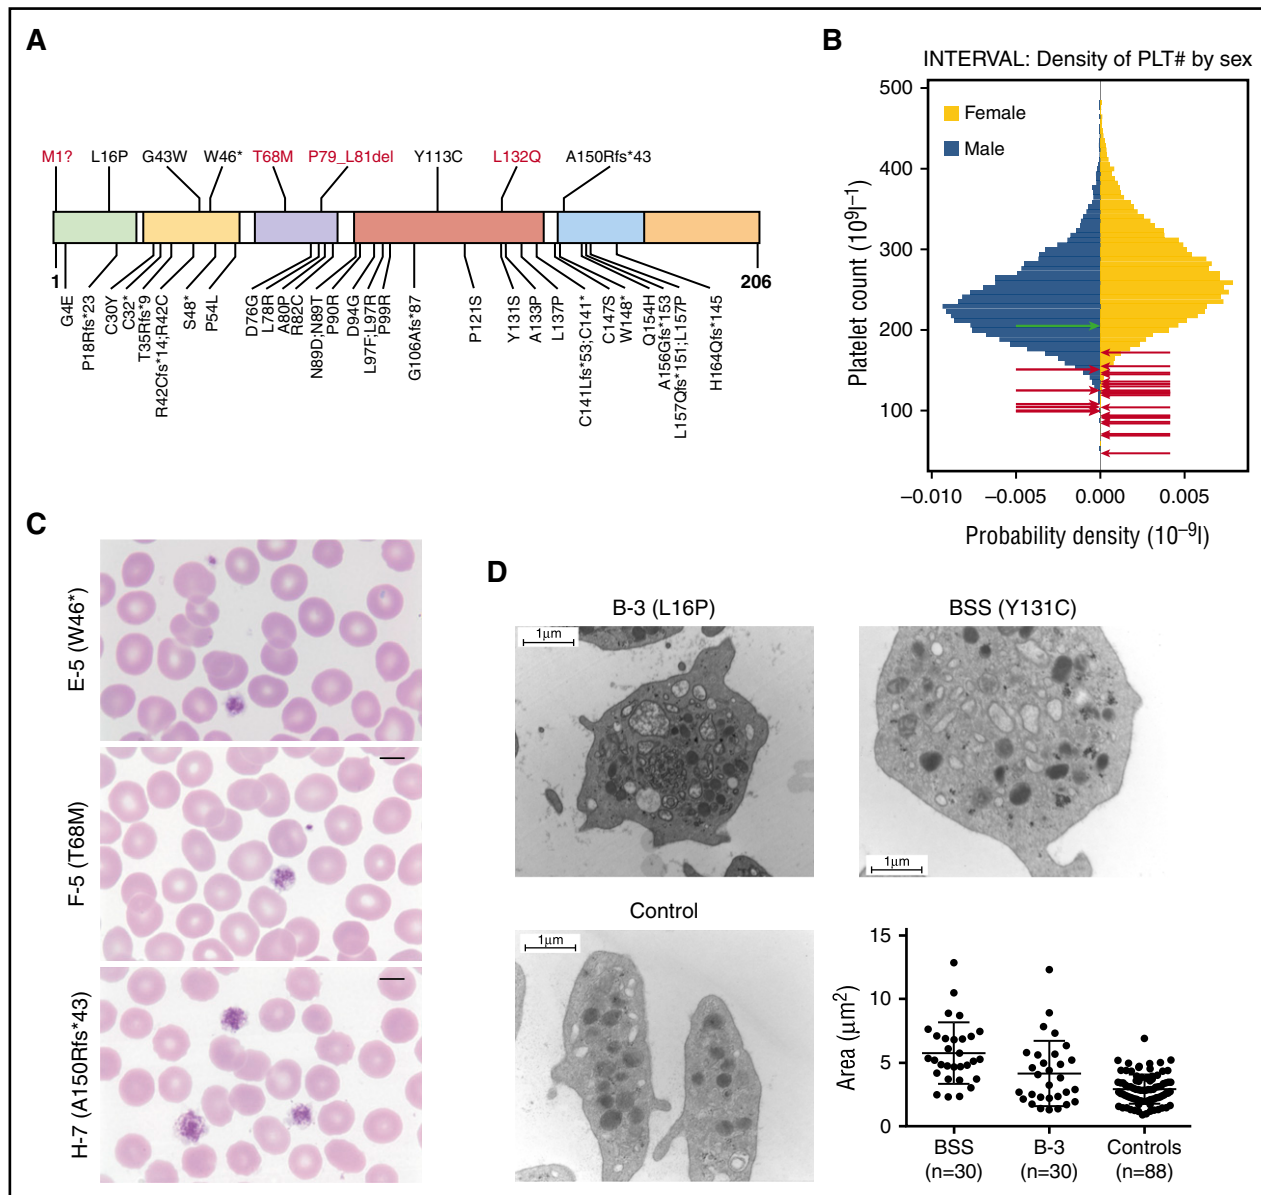 A
M1? L16P G43W W46* T68M P79_L81del Y113C L132Q A150Rfs*43
1 206
G4E
P18Rfs*23
C30Y
C32*
T35Rfs*9
R42Cfs*14;R42C
S48*
P54L
D76G
L78R
A80P
R82C
N89D;N89T
P90R
D94G
L97F;L97R
P99R
G106Afs*87
P121S
Y131S
A133P
L137P
C141Lfs*53;C141*
C147S
W148*
Q154H
A156Gfs*153
L157Qfs*151;L157P
H164Qfs*145
B
INTERVAL: Density of PLT# by sex
Female
Male
Platelet count (10⁹l⁻¹)
500
400
300
200
100
−0.010 −0.005 0.000 0.005
Probability density (10⁻⁹l)
C
E-5 (W46*)
F-5 (T68M)
H-7 (A150Rfs*43)
D
B-3 (L16P)
1µm
BSS (Y131C)
1µm
Control
1µm
Area (µm²)
15
10
5
0
BSS B-3 Controls
(n=30) (n=30) (n=88)